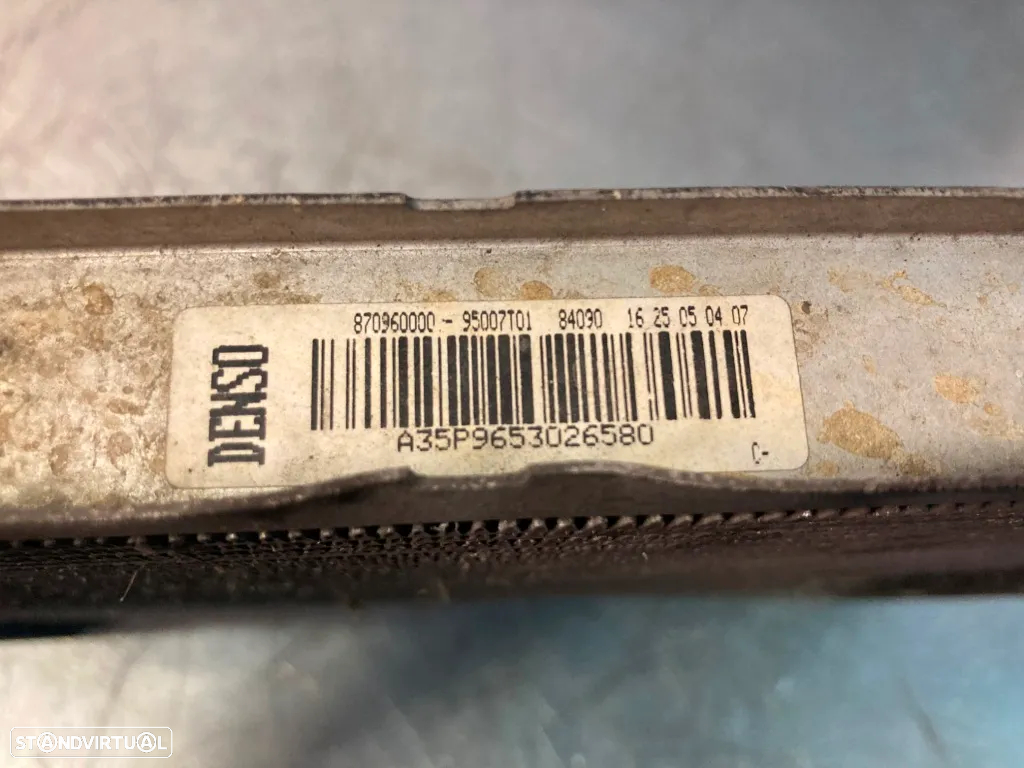 870960000 - 95007T01 84090 16 25 05 04 07
DENSO
A35P9653026580
C-
STANDVIRTUAL